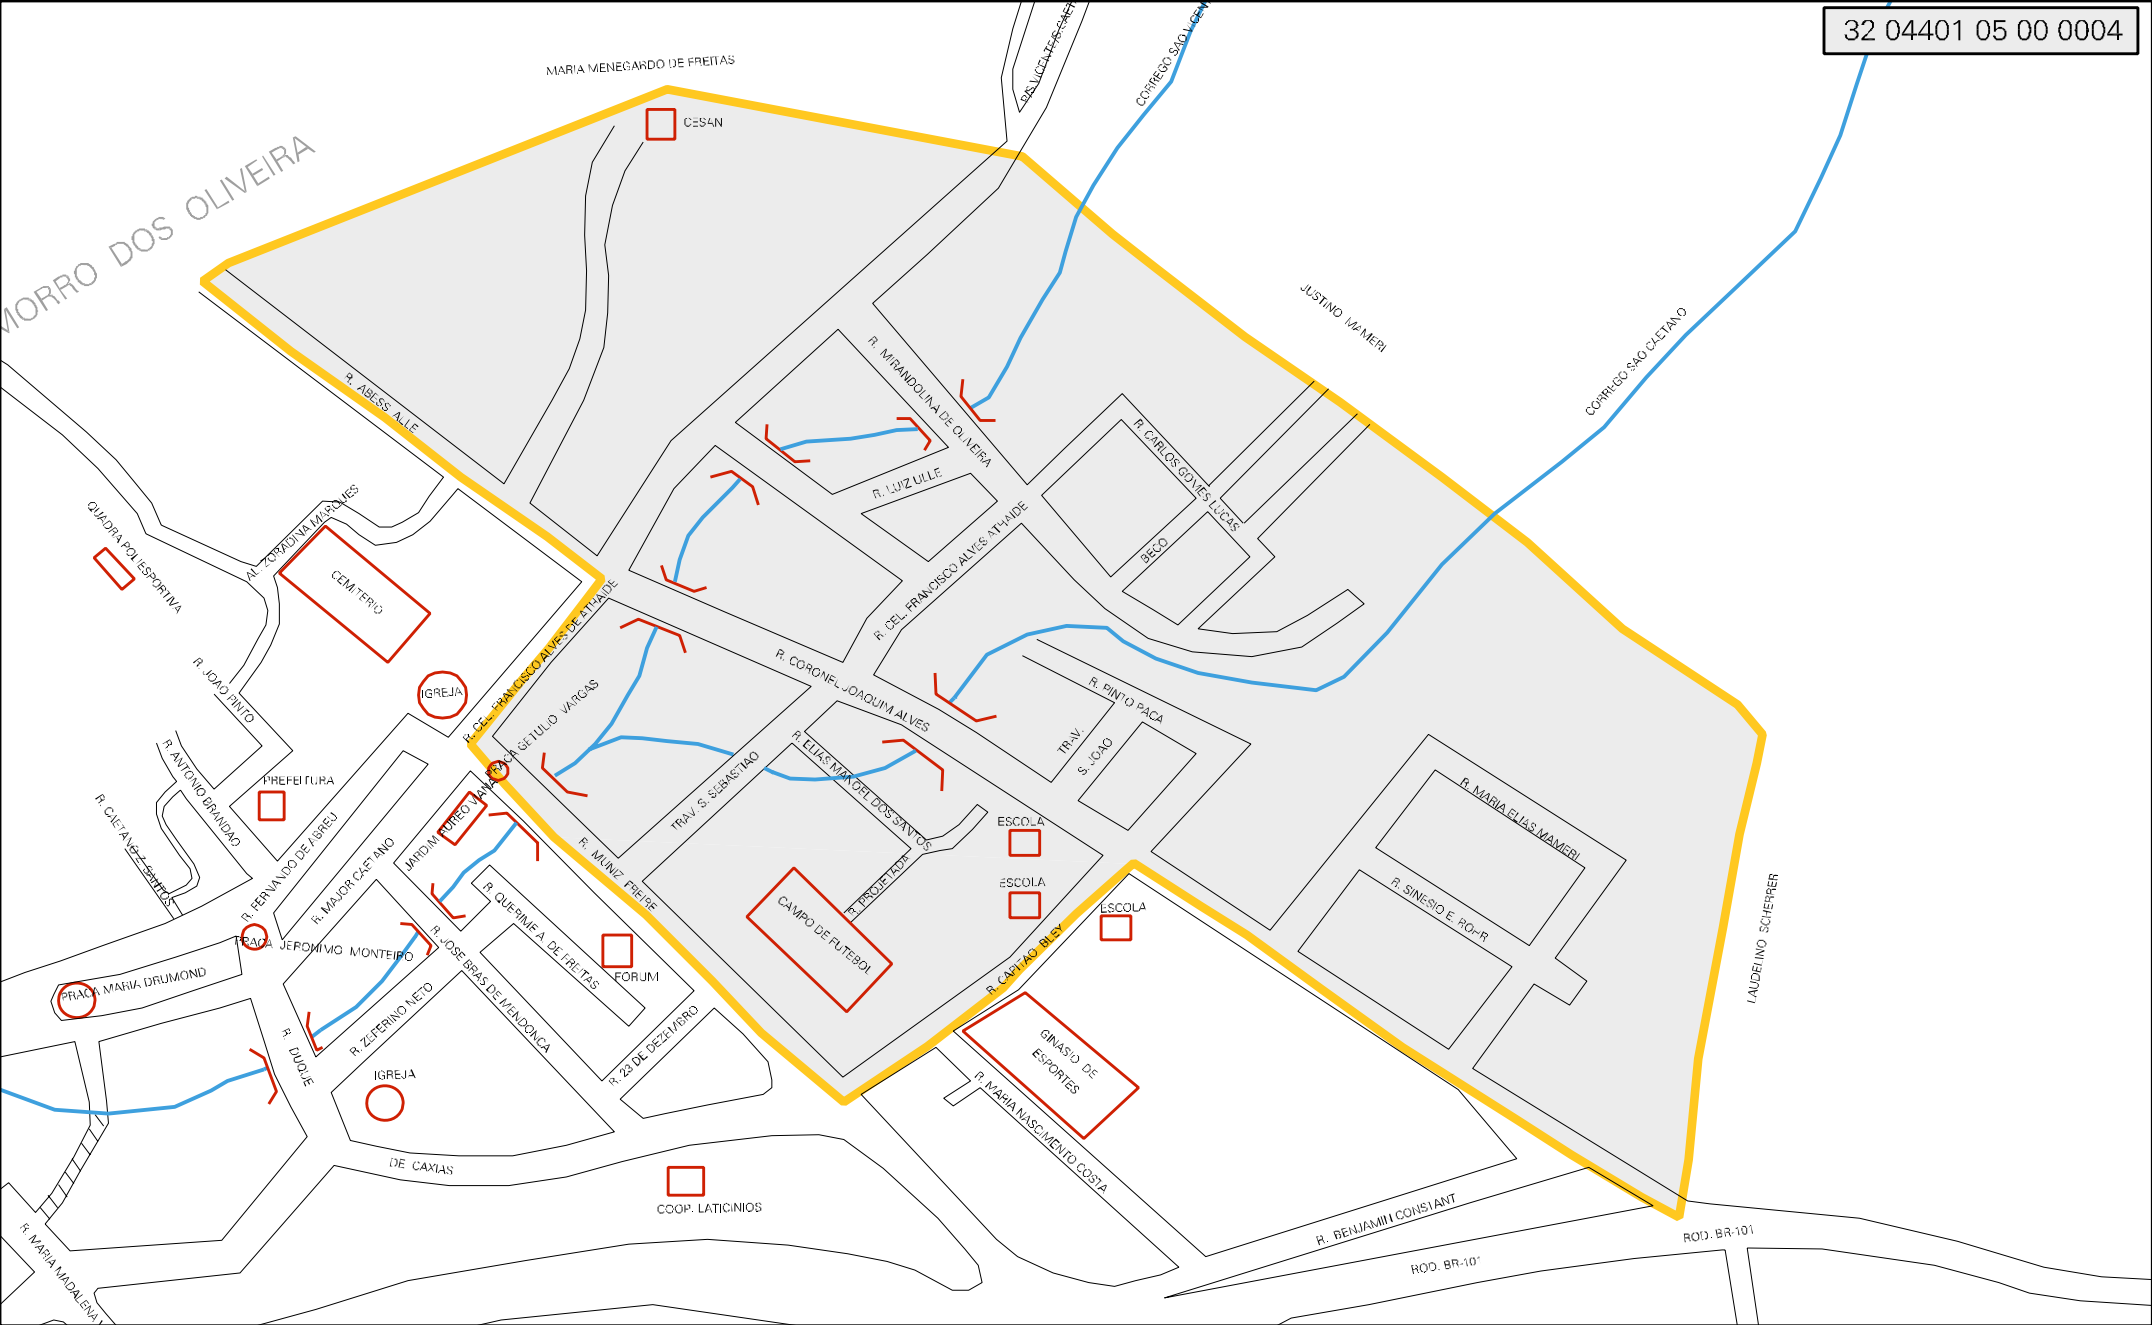 32 04401 05 00 0004
CORREGO SAO
MARIA MENEGARDO DE FREITAS
CESAN
MORRO DOS OLIVEIRA
JUSTINO MAMERI
CORREGO SAO CAETANO
R. ABESS ALLE
R. MIRANDOLINA DE OLIVEIRA
R. LUIZ ULLE
R. CARLOS GOMES LUCAS
BECO
R. CEL. FRANCISCO ALVES ATHAIDE
AL. ZORADINA MARQUES
QUADRA POLIESPORTIVA
CEMITERIO
R. CEL. FRANCISCO ALVES DE ATHAIDE
IGREJA
R. JOAO PINTO
R. CORONEL JOAQUIM ALVES
R. PINTO PACA
TRAV.
S. JOAO
PRACA GETULIO VARGAS
R. ANTONIO BRANDAO
PREFEITURA
R. CAETANO Z. SANTOS
TRAV. S. SEBASTIAO
R. ELIAS MANOEL DOS SANTOS
R. MARIA ELIAS MAMERI
JARDIM AUREO VIANA
R. FERNANDO DE ABREU
R. MAJOR CAETANO
R. MUNIZ FREIRE
ESCOLA
ESCOLA
ESCOLA
R. PROJETADA
CAMPO DE FUTEBOL
R. CAPITAO BLEY
R. SINESIO E. ROHR
LAUDELINO SCHERRER
R. QUERIM E A. DE FREITAS
R. JOSE BRAS DE MENDONCA
FORUM
PRACA JERONIMO MONTEIRO
PRACA MARIA DRUMOND
R. ZEFERINO NETO
R. DUQUE
DE CAXIAS
IGREJA
R. 23 DE DEZEMBRO
GINASIO DE
ESPORTES
R. MARIA NASCIMENTO COSTA
COOP. LATICINIOS
R. MARIA MADALENA
R. BENJAMIN CONSTANT
ROD. BR-101
ROD. BR-101